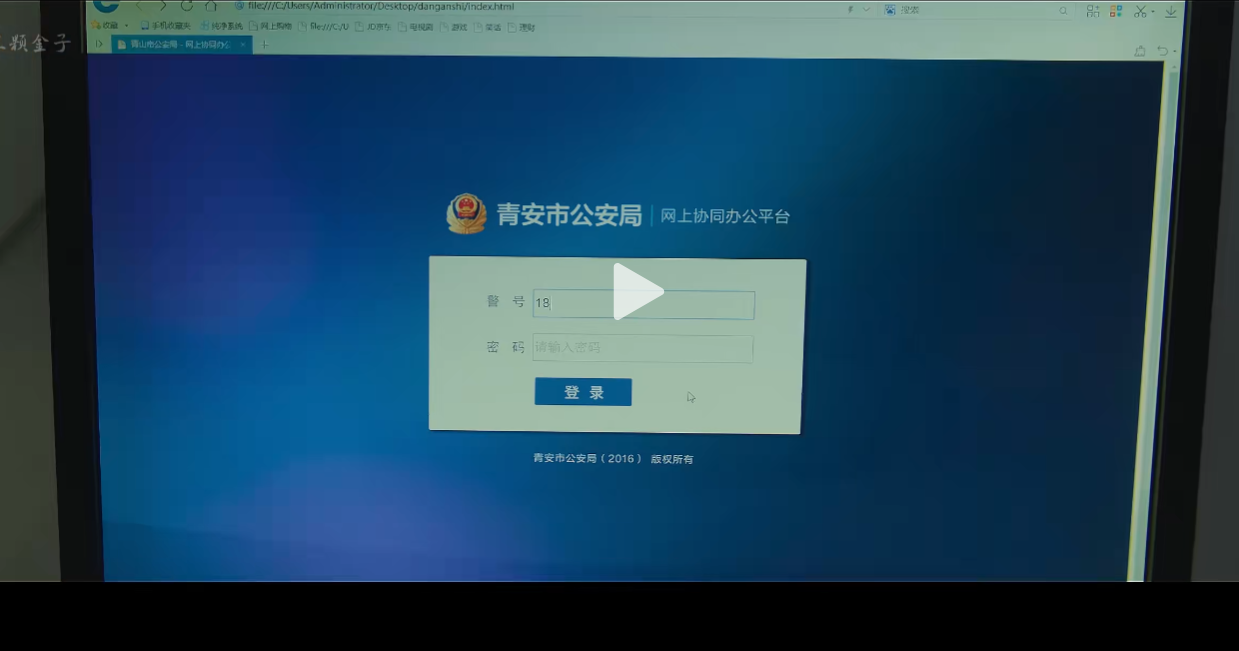 file:///C:/Users/Administrator/Desktop/danganshi/index.html
搜索
收藏 手机收藏夹 纯净系统 网上购物 file:///C:/U JD京东 电视剧 游戏 笑话 理财
颗金子
青山市公安局 - 网上协同办公
青安市公安局 网上协同办公平台
警 号 18
密 码 请输入密码
登 录
青安市公安局(2016) 版权所有